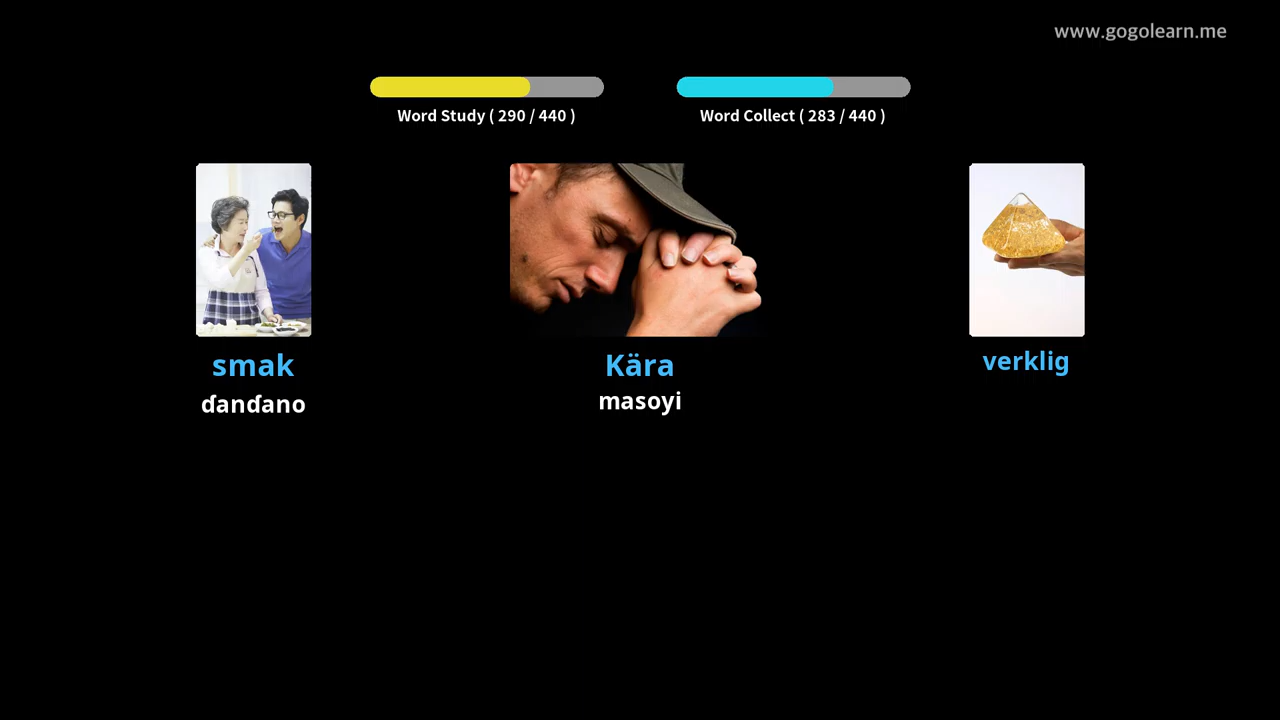 www.gogolearn.me
Word Study ( 290 / 440 )
Word Collect ( 283 / 440 )
smak
ɗanɗano
Kära
masoyi
verklig